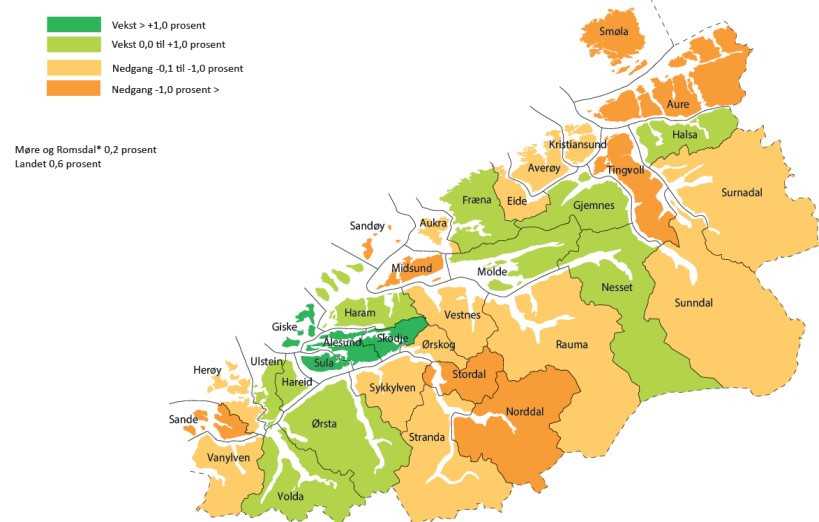 Vekst > +1,0 prosent
Vekst 0,0 til +1,0 prosent
Nedgang -0,1 til -1,0 prosent
Nedgang -1,0 prosent >
Møre og Romsdal* 0,2 prosent
Landet 0,6 prosent
Smøla
Aure
Halsa
Kristiansund
Averøy
Tingvoll
Surnadal
Fræna
Eide
Gjemnes
Aukra
Sandøy
Midsund
Molde
Nesset
Sunndal
Haram
Vestnes
Giske
Ålesund
Skodje
Ørskog
Rauma
Sula
Ulstein
Herøy
Hareid
Sykkylven
Stordal
Norddal
Sande
Ørsta
Stranda
Vanylven
Volda